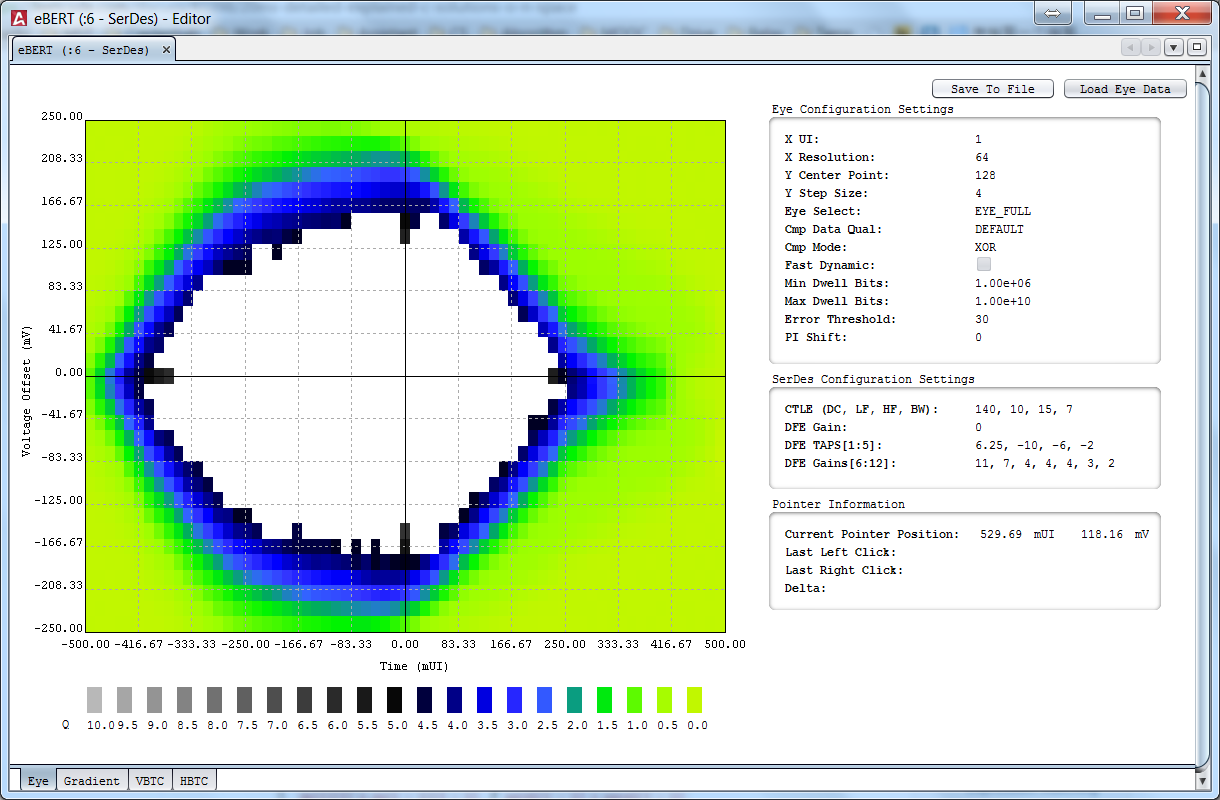 eBERT (:6 - SerDes) - Editor
eBERT (:6 - SerDes)
Save To File Load Eye Data
Eye Configuration Settings
X UI: 1
X Resolution: 64
Y Center Point: 128
Y Step Size: 4
Eye Select: EYE_FULL
Cmp Data Qual: DEFAULT
Cmp Mode: XOR
Fast Dynamic:
Min Dwell Bits: 1.00e+06
Max Dwell Bits: 1.00e+10
Error Threshold: 30
PI Shift: 0
SerDes Configuration Settings
CTLE (DC, LF, HF, BW): 140, 10, 15, 7
DFE Gain: 0
DFE TAPS[1:5]: 6.25, -10, -6, -2
DFE Gains[6:12]: 11, 7, 4, 4, 4, 3, 2
Pointer Information
Current Pointer Position: 529.69 mUI 118.16 mV
Last Left Click:
Last Right Click:
Delta:
Voltage Offset (mV)
250.00
208.33
166.67
125.00
83.33
41.67
0.00
-41.67
-83.33
-125.00
-166.67
-208.33
-250.00
-500.00 -416.67 -333.33 -250.00 -166.67 -83.33 0.00 83.33 166.67 250.00 333.33 416.67 500.00
Time (mUI)
Q 10.0 9.5 9.0 8.5 8.0 7.5 7.0 6.5 6.0 5.5 5.0 4.5 4.0 3.5 3.0 2.5 2.0 1.5 1.0 0.5 0.0
Eye Gradient VBTC HBTC